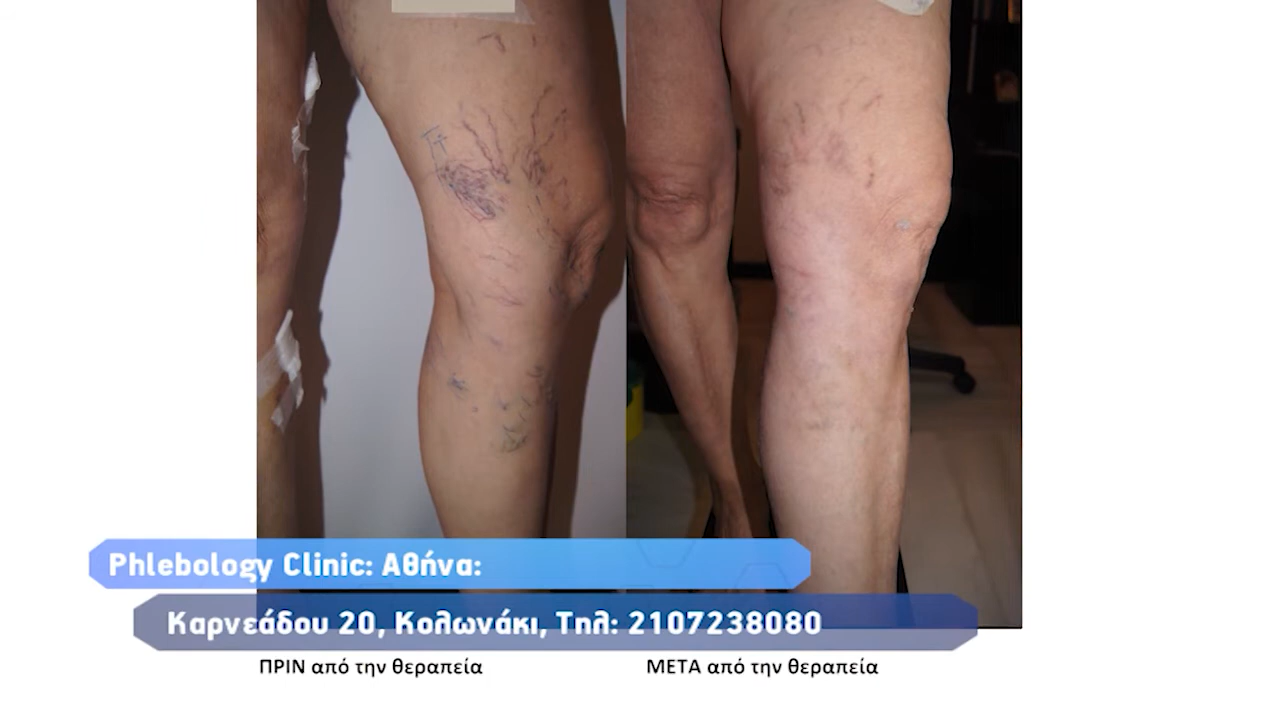 Phlebology Clinic: Αθήνα:
Καρνεάδου 20, Κολωνάκι, Τηλ: 2107238080
ΠΡΙΝ από την θεραπεία
ΜΕΤΑ από την θεραπεία